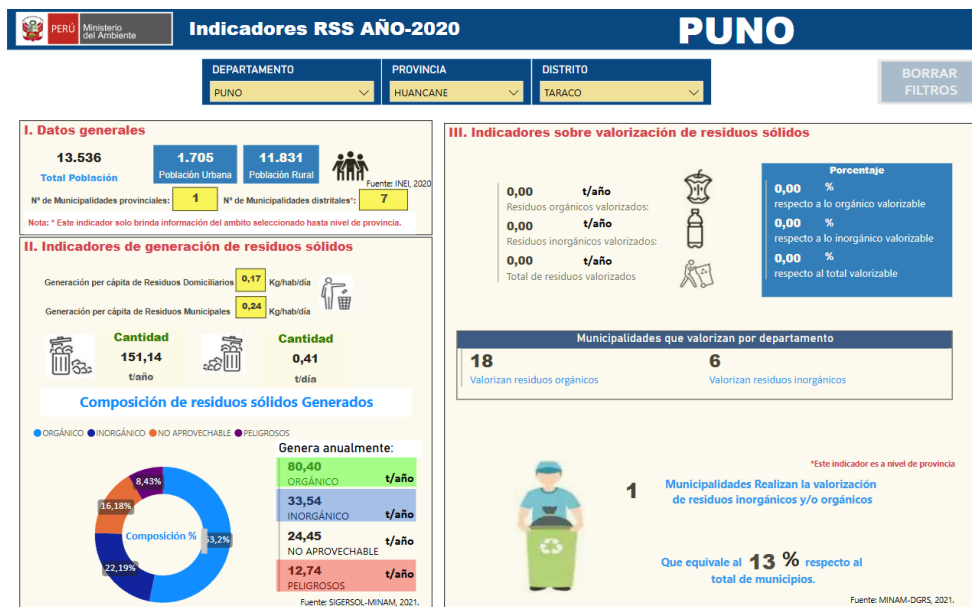 PERÚ Ministerio del Ambiente
Indicadores RSS AÑO-2020
PUNO
DEPARTAMENTO PROVINCIA DISTRITO
PUNO HUANCANE TARACO
BORRAR
FILTROS
I. Datos generales
13.536 1.705 11.831
Total Población Población Urbana Población Rural
Fuente: INEI, 2020
N° de Municipalidades provinciales: 1 N° de Municipalidades distritales*: 7
Nota: * Este indicador solo brinda información del ambito seleccionado hasta nivel de provincia.
II. Indicadores de generación de residuos sólidos
Generación per cápita de Residuos Domiciliarios 0,17 Kg/hab/día
Generación per cápita de Residuos Municipales 0,24 Kg/hab/día
Cantidad Cantidad
151,14 0,41
t/año t/día
Composición de residuos sólidos Generados
ORGÁNICO INORGÁNICO NO APROVECHABLE PELIGROSOS
Genera anualmente:
80,40
ORGÁNICO t/año
33,54
INORGÁNICO t/año
24,45
NO APROVECHABLE t/año
12,74
PELIGROSOS t/año
8,43%
16,18%
Composición %
22,19%
Fuente: SIGERSOL-MINAM, 2021.
III. Indicadores sobre valorización de residuos sólidos
0,00 t/año
Residuos orgánicos valorizados:
0,00 t/año
Residuos inorgánicos valorizados:
0,00 t/año
Total de residuos valorizados
Porcentaje
0,00 %
respecto a lo orgánico valorizable
0,00 %
respecto a lo inorgánico valorizable
0,00 %
respecto al total valorizable
Municipalidades que valorizan por departamento
18 6
Valorizan residuos orgánicos Valorizan residuos inorgánicos
*Este indicador es a nivel de provincia
1 Municipalidades Realizan la valorización
de residuos inorgánicos y/o orgánicos
Que equivale al 13 % respecto al
total de municipios.
Fuente: MINAM-DGRS, 2021.